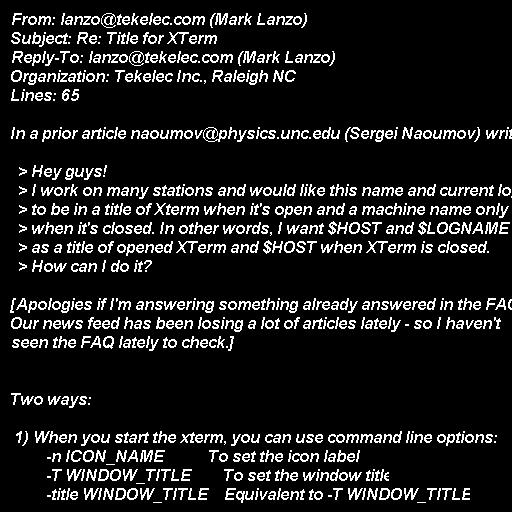 From: lanzo@tekelec.com (Mark Lanzo)
Subject: Re: Title for XTerm
Reply-To: lanzo@tekelec.com (Mark Lanzo)
Organization: Tekelec Inc., Raleigh NC
Lines: 65
In a prior article naoumov@physics.unc.edu (Sergei Naoumov) writ
> Hey guys!
> I work on many stations and would like this name and current lo
> to be in a title of Xterm when it's open and a machine name only
> when it's closed. In other words, I want $HOST and $LOGNAME
> as a title of opened XTerm and $HOST when XTerm is closed.
> How can I do it?
[Apologies if I'm answering something already answered in the FAQ
Our news feed has been losing a lot of articles lately - so I haven't
seen the FAQ lately to check.]
Two ways:
1) When you start the xterm, you can use command line options:
-n ICON_NAME To set the icon label
-T WINDOW_TITLE To set the window title
-title WINDOW_TITLE Equivalent to -T WINDOW_TITLE